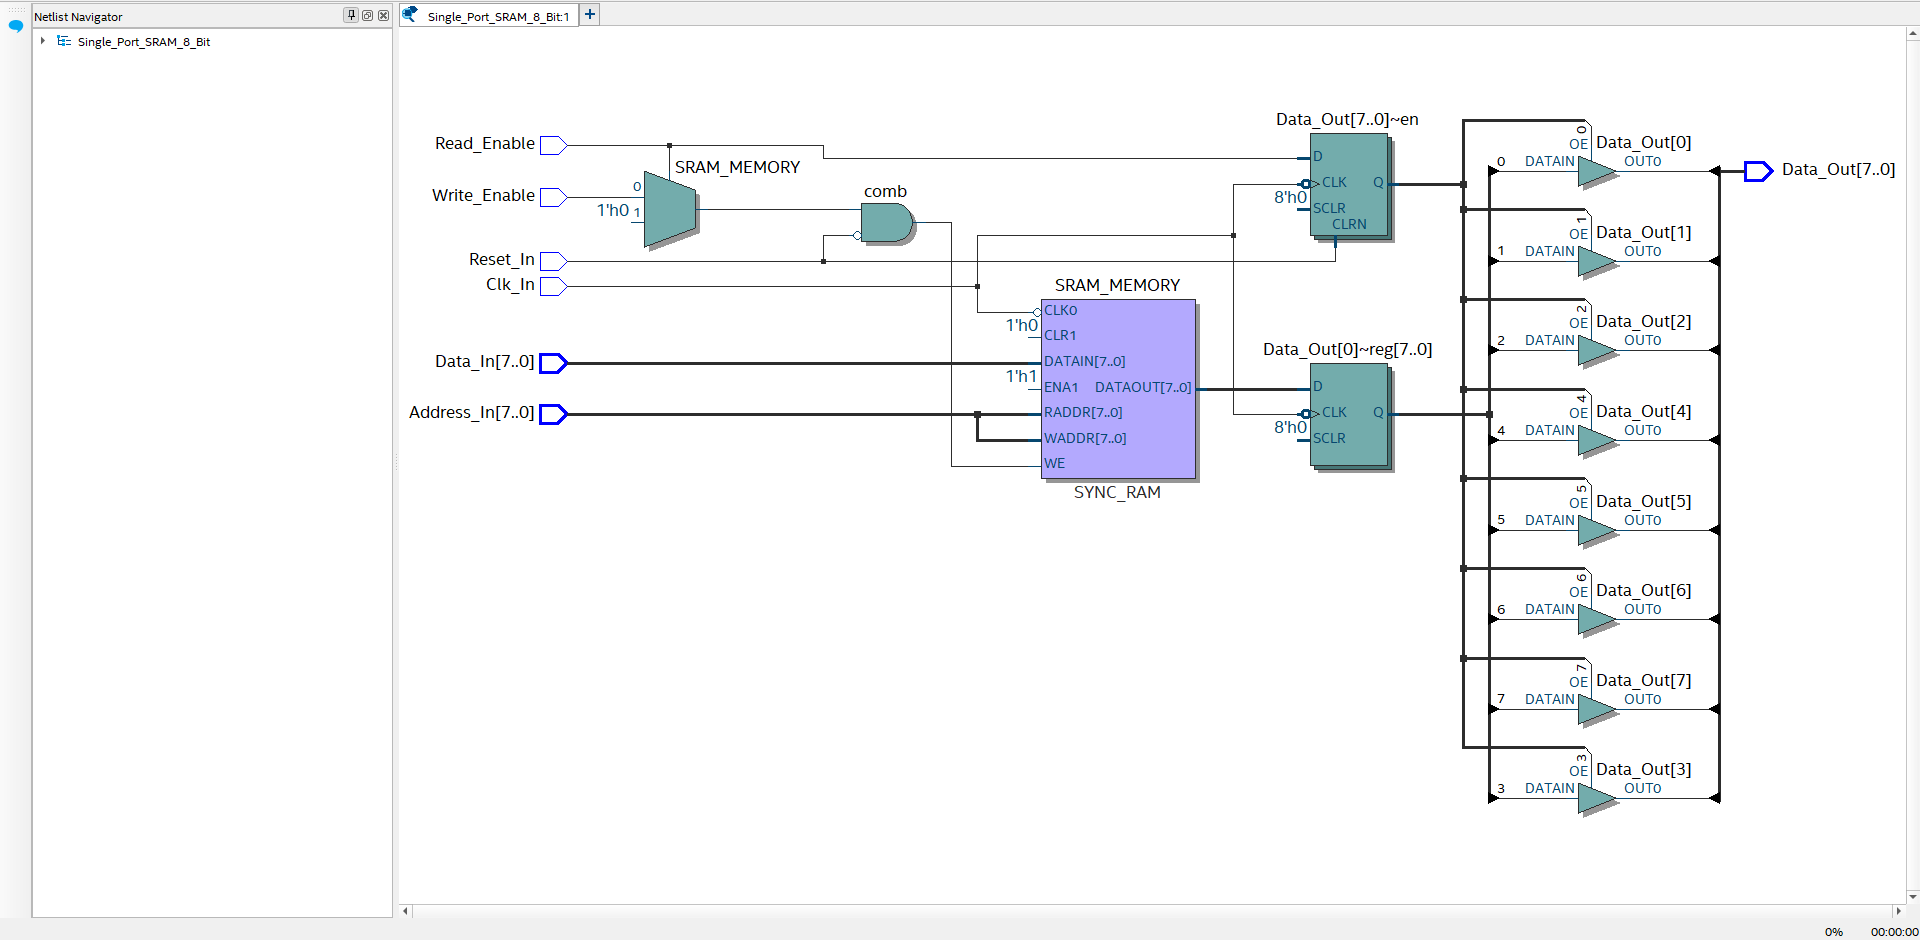 Netlist Navigator
Single_Port_SRAM_8_Bit:1
Single_Port_SRAM_8_Bit
Read_Enable
Write_Enable
Reset_In
Clk_In
Data_In[7..0]
Address_In[7..0]
SRAM_MEMORY
0
1'h0 1
comb
SRAM_MEMORY
CLK0
1'h0
CLR1
DATAIN[7..0]
1'h1
ENA1 DATAOUT[7..0]
RADDR[7..0]
WADDR[7..0]
WE
SYNC_RAM
Data_Out[7..0]~en
D
CLK Q
8'h0
SCLR
CLRN
Data_Out[0]~reg[7..0]
D
CLK Q
8'h0
SCLR
0
OE Data_Out[0]
0 DATAIN OUT0
Data_Out[7..0]
1
OE Data_Out[1]
1 DATAIN OUT0
2
OE Data_Out[2]
2 DATAIN OUT0
4
OE Data_Out[4]
4 DATAIN OUT0
5
OE Data_Out[5]
5 DATAIN OUT0
6
OE Data_Out[6]
6 DATAIN OUT0
7
OE Data_Out[7]
7 DATAIN OUT0
3
OE Data_Out[3]
3 DATAIN OUT0
0% 00:00:00